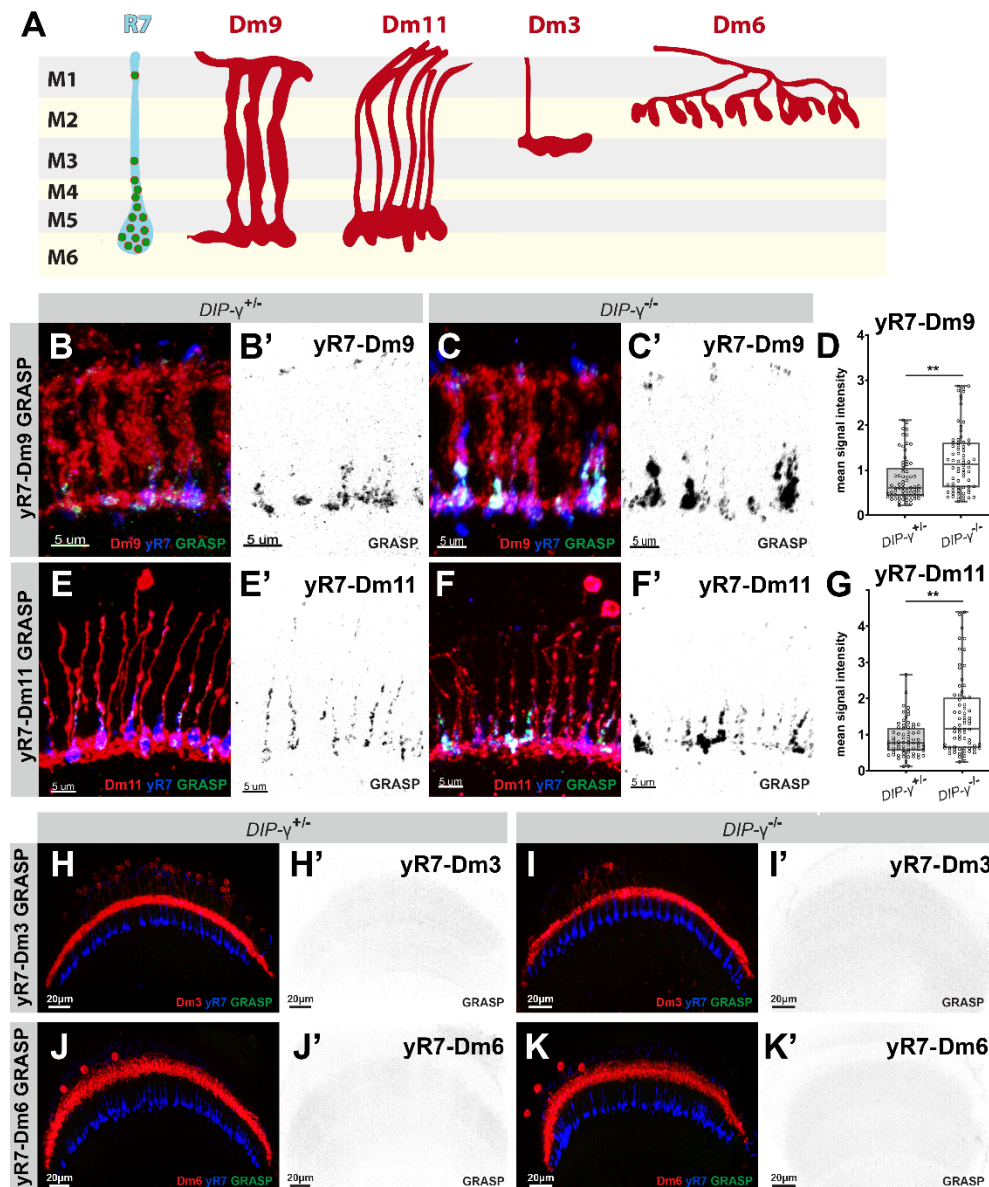 A
R7
Dm9
Dm11
Dm3
Dm6
M1
M2
M3
M4
M5
M6
DIP-γ+/-
DIP-γ-/-
yR7-Dm9 GRASP
B
5 um
Dm9 yR7 GRASP
B’
yR7-Dm9
5 um
GRASP
C
5 um
Dm9 yR7 GRASP
C’
yR7-Dm9
5 um
GRASP
D
yR7-Dm9
mean signal intensity
4
3
2
1
0
**
DIP-γ+/-
DIP-γ-/-
yR7-Dm11 GRASP
E
5 um
Dm11 yR7 GRASP
E’
yR7-Dm11
5 um
GRASP
F
5 um
Dm11 yR7 GRASP
F’
yR7-Dm11
5 um
GRASP
G
yR7-Dm11
mean signal intensity
4
3
2
1
0
**
DIP-γ+/-
DIP-γ-/-
DIP-γ+/-
DIP-γ-/-
yR7-Dm3 GRASP
H
20μm
Dm3 yR7 GRASP
H’
yR7-Dm3
20μm
GRASP
I
20μm
Dm3 yR7 GRASP
I’
yR7-Dm3
20μm
GRASP
yR7-Dm6 GRASP
J
20μm
Dm6 yR7 GRASP
J’
yR7-Dm6
20μm
GRASP
K
20μm
Dm6 yR7 GRASP
K’
yR7-Dm6
20μm
GRASP